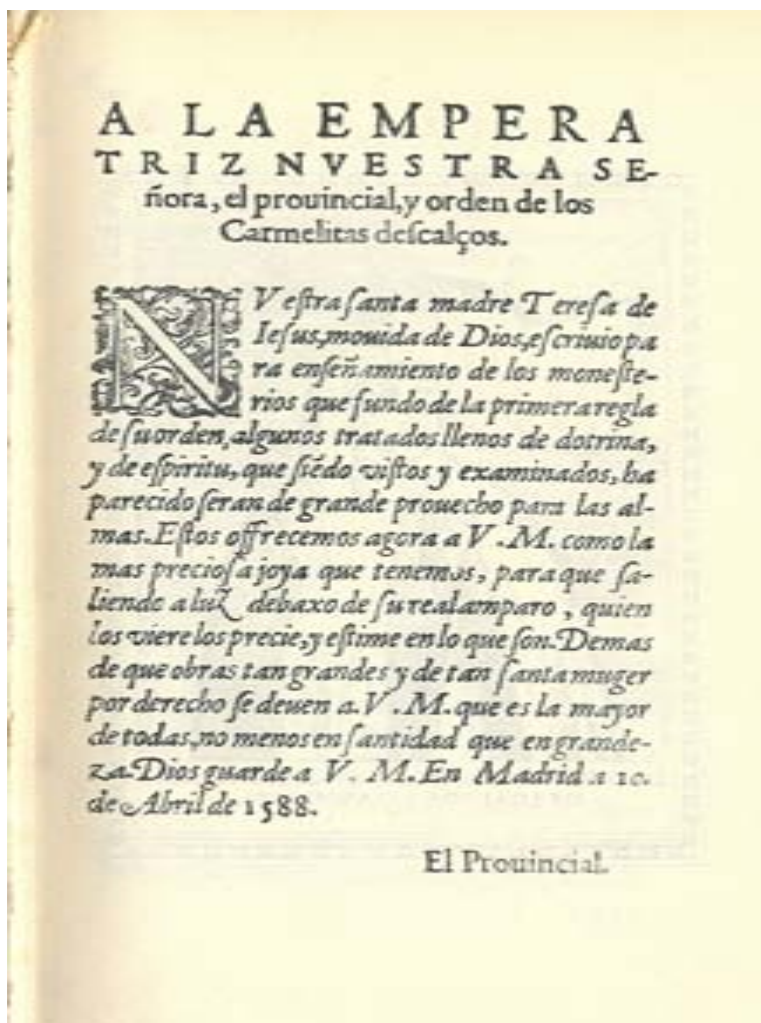 A LA EMPERA
TRIZ NVESTRA SE-
ñora, el prouincial, y orden de los
Carmelitas deſcalços.
NVeſtra ſanta madre Tereſa de
Ieſus, mouida de Dios, eſcriuio pa
ra enſeñamiento de los moneſte-
rios que fundo de la primera regla
de ſu orden, algunos tratados llenos de dotrina,
y de eſpiritu, que ſiẽdo viſtos y examinados, ha
parecido ſeran de grande prouecho para las al-
mas. Eſtos offrecemos agora a V. M. como la
mas precioſa joya que tenemos, para que ſa-
liendo a luz debaxo de ſu real amparo, quien
los viere los precie, y eſtime en lo que ſon. Demas
de que obras tan grandes y de tan ſanta muger
por derecho ſe deuen a. V. M. que es la mayor
de todas, no menos en ſantidad que en grande-
za. Dios guarde a V. M. En Madrid a 10.
de Abril de 1588.
El Prouincial.